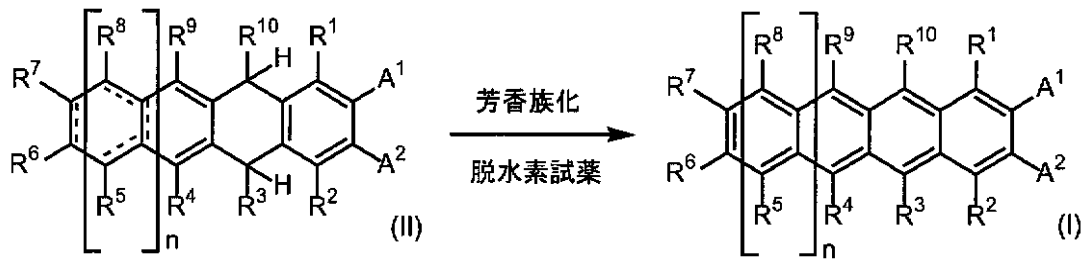 R⁸ R⁹ R¹⁰ H R¹
R⁷ A¹
R⁶ A²
R⁵ R⁴ R³ H R²
n
(II)
芳香族化
脱水素試薬
R⁸ R⁹ R¹⁰ R¹
R⁷ A¹
R⁶ A²
R⁵ R⁴ R³ R²
n
(I)